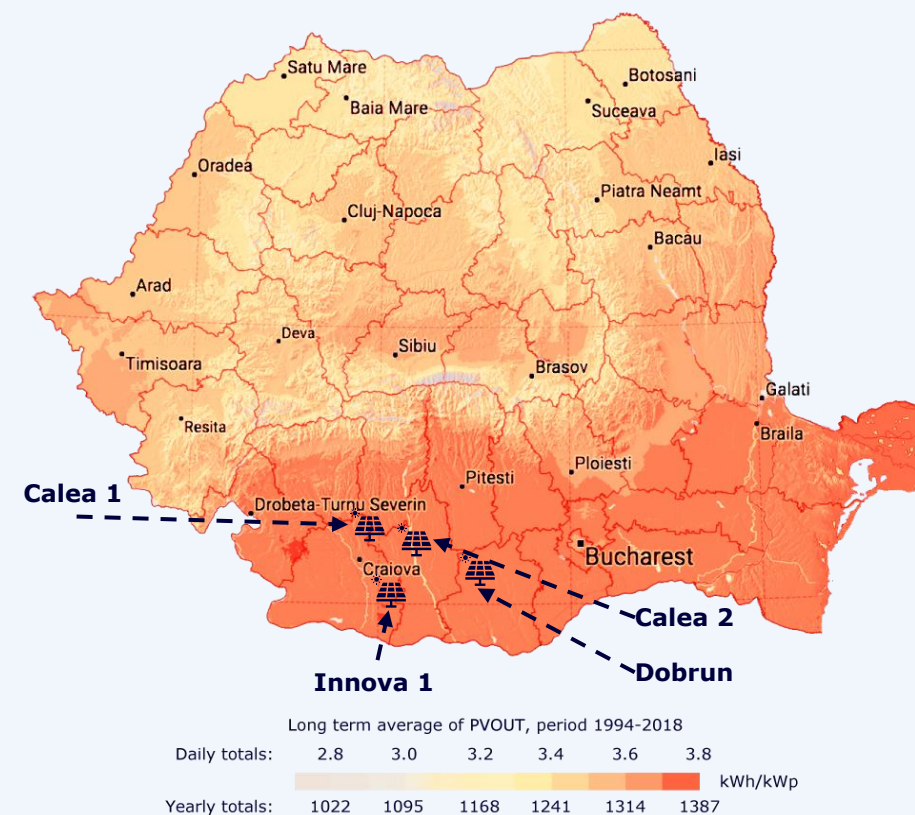 Satu Mare
Botosani
Baia Mare
Suceava
Iasi
Oradea
Piatra Neamt
Cluj-Napoca
Bacau
Arad
Deva
Sibiu
Timisoara
Brasov
Galati
Resita
Braila
Ploiesti
Pitesti
Calea 1
Drobeta-Turnu Severin
Bucharest
Craiova
Calea 2
Dobrun
Innova 1
Long term average of PVOUT, period 1994-2018
Daily totals: 2.8 3.0 3.2 3.4 3.6 3.8
kWh/kWp
Yearly totals: 1022 1095 1168 1241 1314 1387